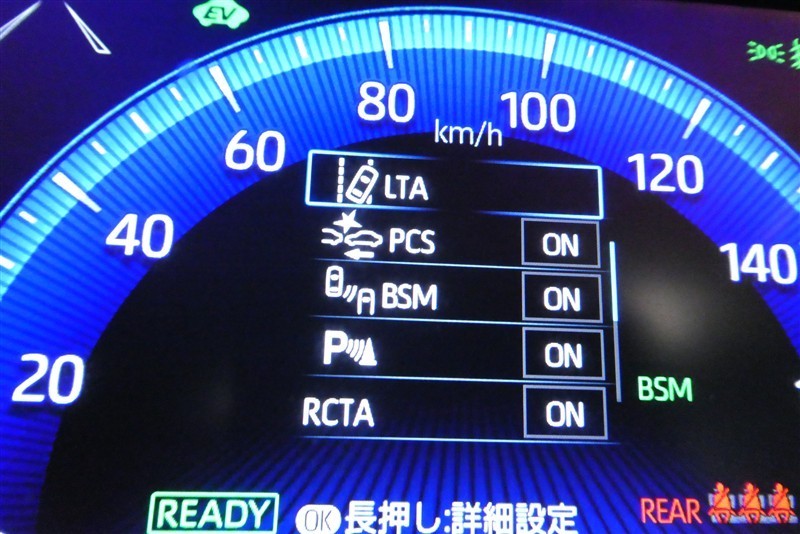 EV
80
100
km/h
60
120
LTA
40
PCS ON
140
BSM ON
P ON
20
BSM
RCTA ON
READY
OK 長押し:詳細設定
REAR